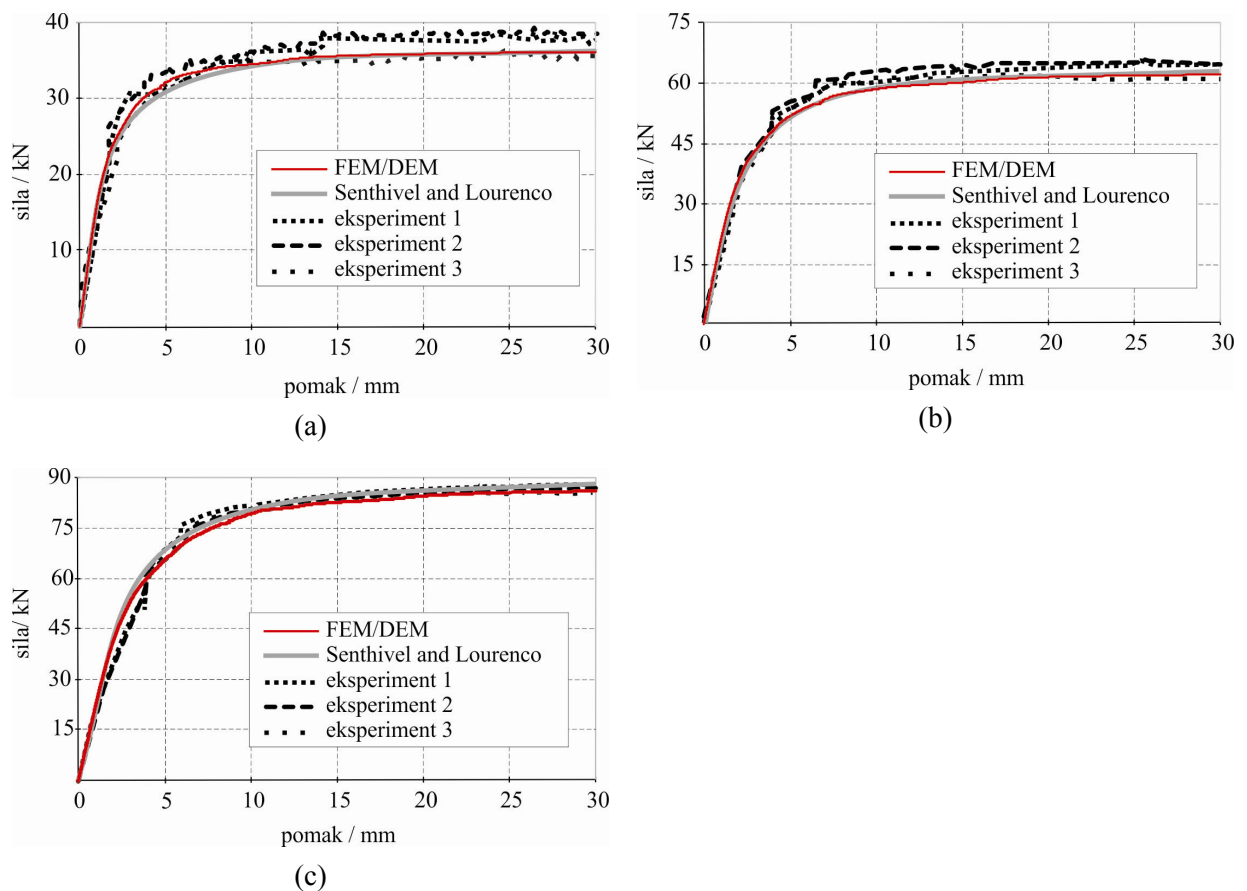 40
30
20
10
sila / kN
FEM/DEM
Senthivel and Lourenco
eksperiment 1
eksperiment 2
eksperiment 3
0 5 10 15 20 25 30
pomak / mm
(a)
75
60
45
30
15
sila / kN
FEM/DEM
Senthivel and Lourenco
eksperiment 1
eksperiment 2
eksperiment 3
0 5 10 15 20 25 30
pomak / mm
(b)
90
75
60
45
30
15
sila/ kN
FEM/DEM
Senthivel and Lourenco
eksperiment 1
eksperiment 2
eksperiment 3
0 5 10 15 20 25 30
pomak / mm
(c)